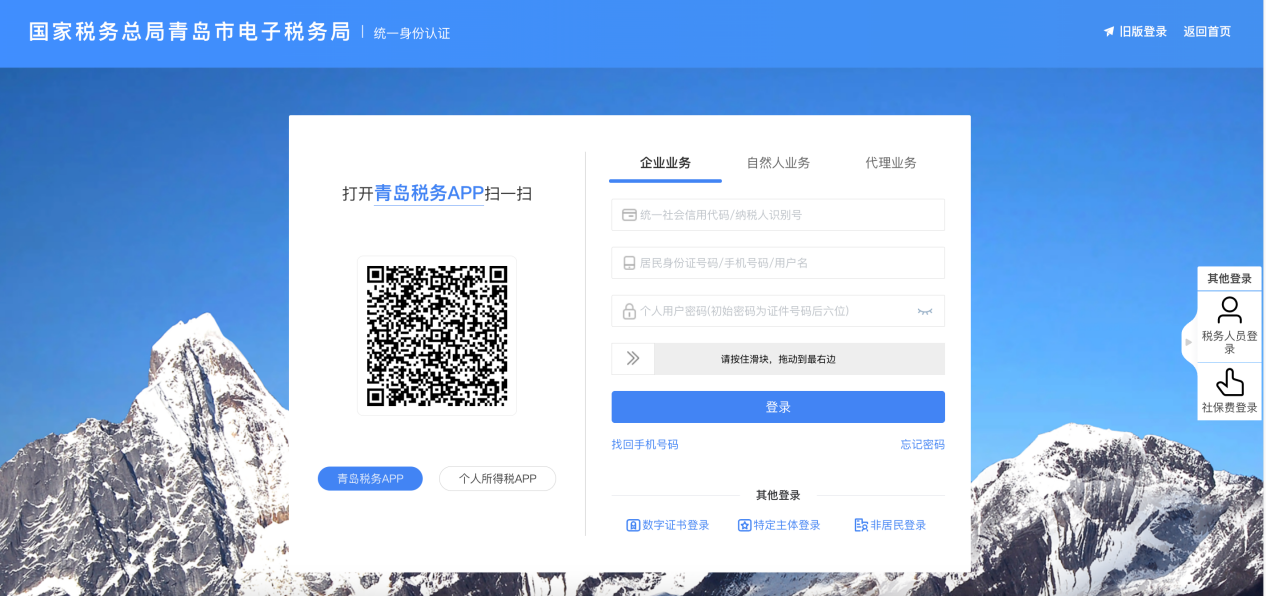 国家税务总局青岛市电子税务局 | 统一身份认证
旧版登录 返回首页
打开青岛税务APP扫一扫
青岛税务APP 个人所得税APP
企业业务 自然人业务 代理业务
统一社会信用代码/纳税人识别号
居民身份证号码/手机号码/用户名
个人用户密码(初始密码为证件号码后六位)
请按住滑块，拖动到最右边
登录
找回手机号码 忘记密码
其他登录
数字证书登录 特定主体登录 非居民登录
其他登录
税务人员登
录
社保费登录